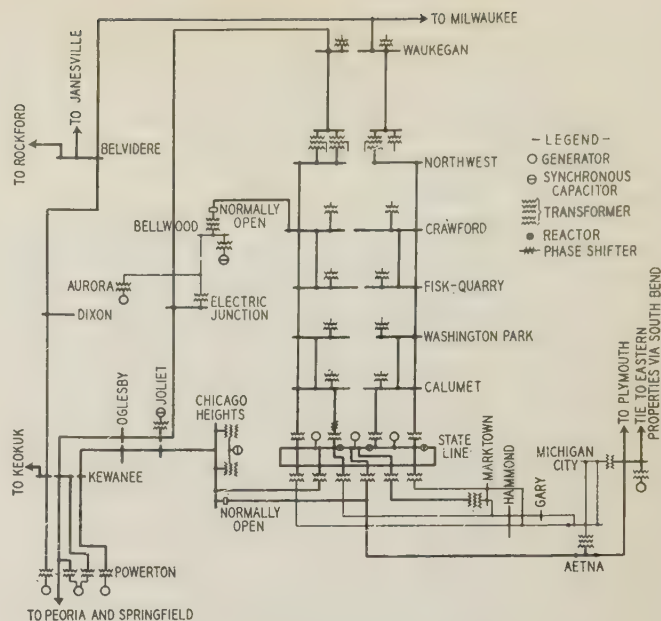 TO MILWAUKEE
WAUKEGAN
TO JANESVILLE
TO ROCKFORD
BELVIDERE
NORTHWEST
- LEGEND -
GENERATOR
SYNCHRONOUS
CAPACITOR
TRANSFORMER
REACTOR
PHASE SHIFTER
NORMALLY
OPEN
BELLWOOD
CRAWFORD
AURORA
FISK-QUARRY
ELECTRIC
JUNCTION
DIXON
WASHINGTON PARK
OGLESBY
JOLIET
CHICAGO
HEIGHTS
CALUMET
TO PLYMOUTH
TIE TO EASTERN
PROPERTIES VIA SOUTH BEND
STATE
LINE
MARKTOWN
HAMMOND
GARY
MICHIGAN
CITY
TO KEOKUK
KEWANEE
NORMALLY
OPEN
AETNA
POWERTON
TO PEORIA AND SPRINGFIELD